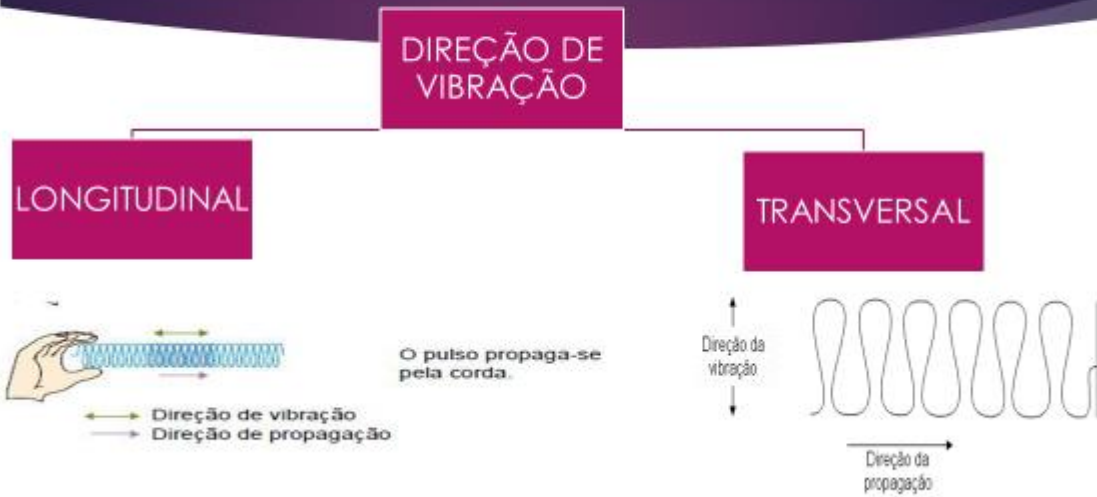 DIREÇÃO DE
VIBRAÇÃO
LONGITUDINAL
TRANSVERSAL
O pulso propaga-se
pela corda.
Direção de vibração
Direção de propagação
Direção da
vibração
Direção da
propagação